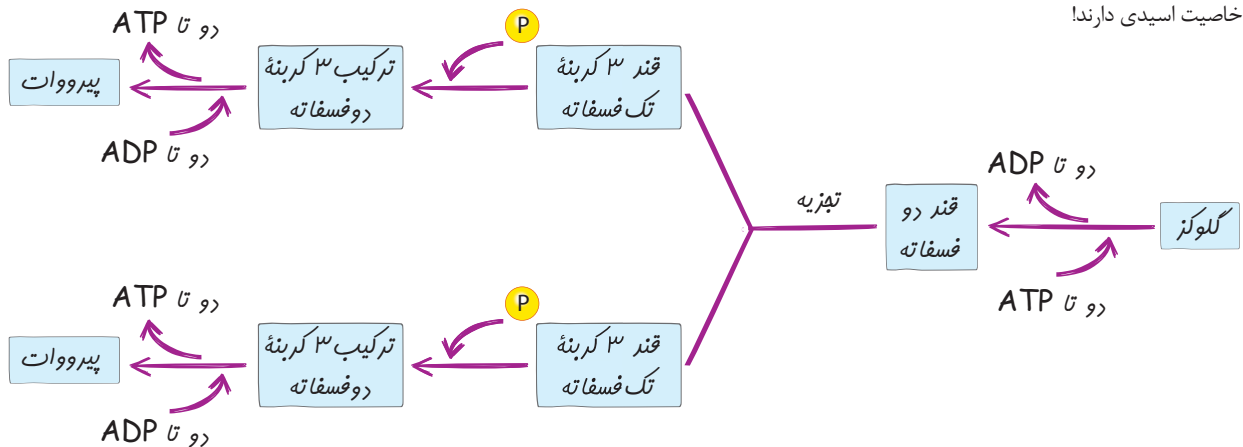 خاصیت اسیدی دارند!
گلوکز
دو تا ADP
دو تا ATP
قند دو
فسفاته
تجزیه
قند ۳ کربنهٔ
تک فسفاته
P
ترکیب ۳ کربنهٔ
دوفسفاته
دو تا ATP
دو تا ADP
پیرووات
قند ۳ کربنهٔ
تک فسفاته
P
ترکیب ۳ کربنهٔ
دوفسفاته
دو تا ATP
دو تا ADP
پیرووات